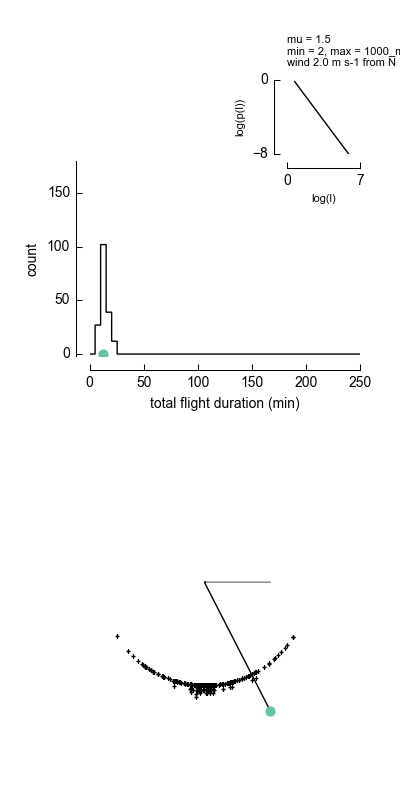 mu = 1.5
min = 2, max = 1000_m
wind 2.0 m s-1 from N
0
log(p(l))
−8
0 7
log(l)
150
100
count
50
0
0 50 100 150 200 250
total flight duration (min)